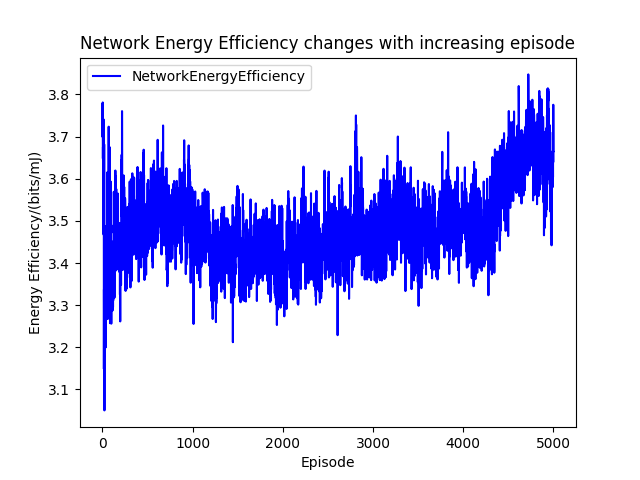 Network Energy Efficiency changes with increasing episode
NetworkEnergyEfficiency
Energy Efficiency/(bits/mJ)
3.8
3.7
3.6
3.5
3.4
3.3
3.2
3.1
0 1000 2000 3000 4000 5000
Episode